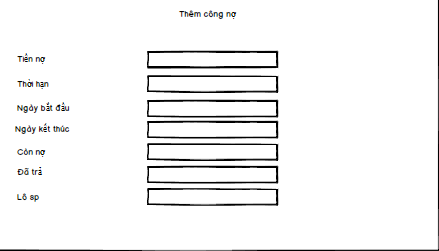 Thêm công nợ
Tiền nợ
Thời hạn
Ngày bắt đầu
Ngày kết thúc
Còn nợ
Đã trả
Lô sp